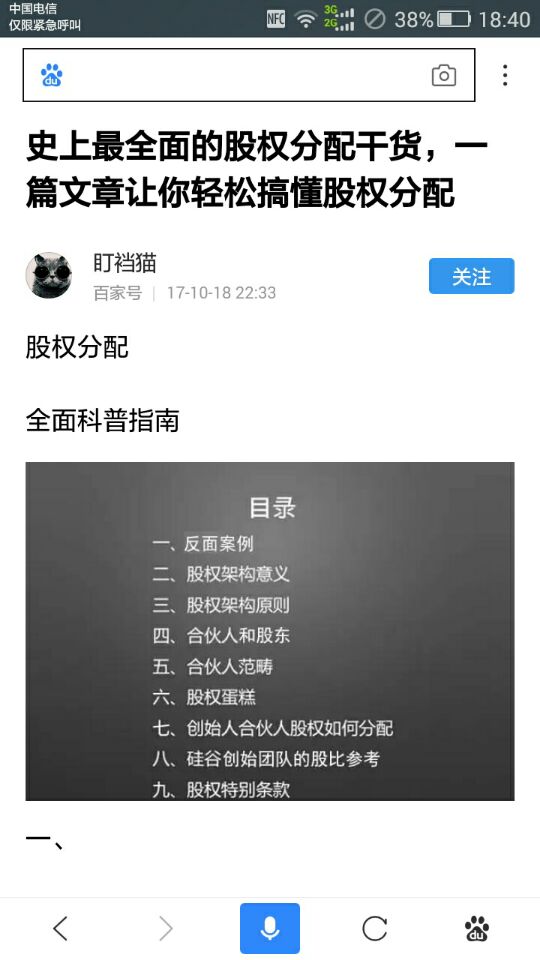 中国电信
仅限紧急呼叫
NFC
3G
2G
38%
18:40
du
史上最全面的股权分配干货，一
篇文章让你轻松搞懂股权分配
盯裆猫
百家号 | 17-10-18 22:33
关注
股权分配
全面科普指南
目录
一、反面案例
二、股权架构意义
三、股权架构原则
四、合伙人和股东
五、合伙人范畴
六、股权蛋糕
七、创始人合伙人股权如何分配
八、硅谷创始团队的股比参考
九、股权特别条款
一、
du